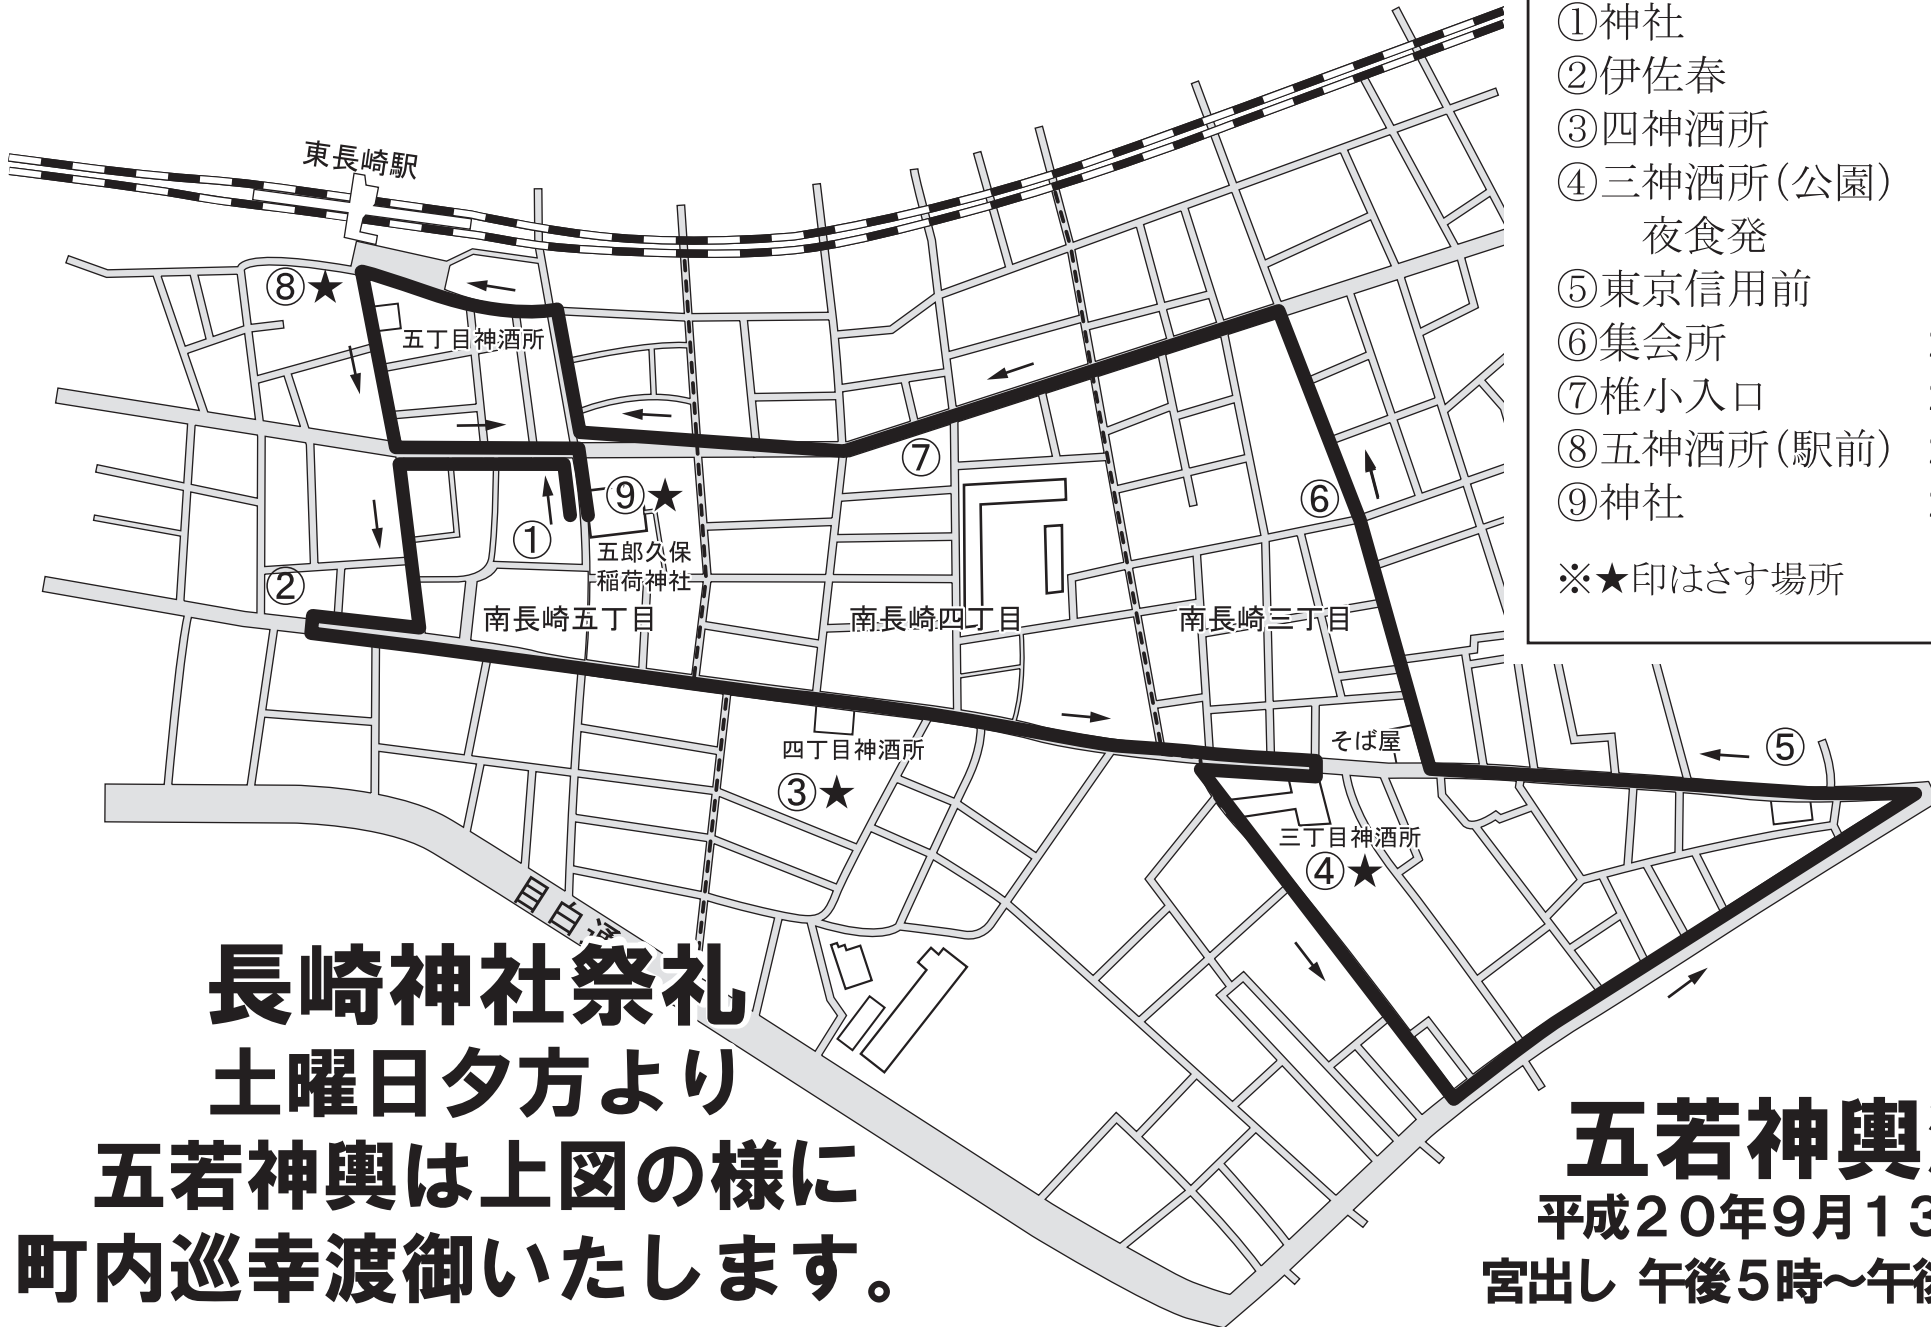 ①神社
②伊佐春
③四神酒所
④三神酒所(公園)
夜食発
⑤東京信用前
⑥集会所
⑦椎小入口
⑧五神酒所(駅前)
⑨神社
※★印はさす場所
東長崎駅
⑧★
五丁目神酒所
⑦
⑨★
⑥
①
五郎久保
稲荷神社
②
南長崎五丁目
南長崎四丁目
南長崎三丁目
四丁目神酒所
③★
そば屋
⑤
三丁目神酒所
④★
目白通
長崎神社祭礼
土曜日夕方より
五若神輿は上図の様に
町内巡幸渡御いたします。
五若神輿
平成20年9月13
宮出し 午後5時～午後